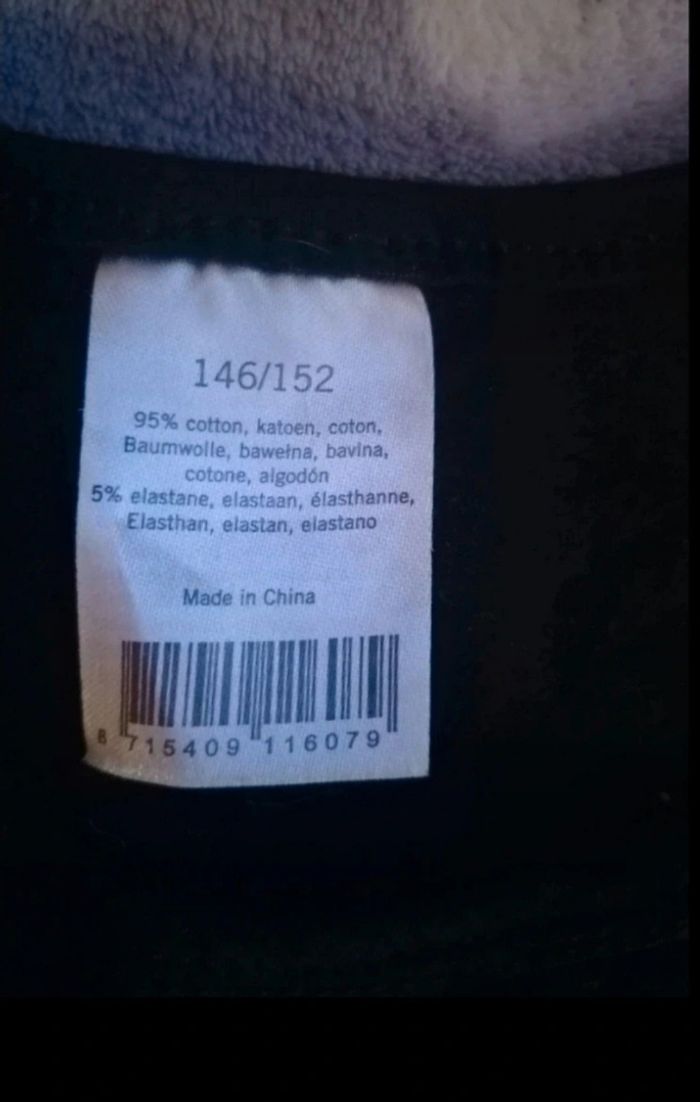 146/152
95% cotton, katoen, coton,
Baumwolle, bawełna, bavlna,
cotone, algodón
5% elastane, elastaan, élasthanne,
Elasthan, elastan, elastano
Made in China
8 715409 116079